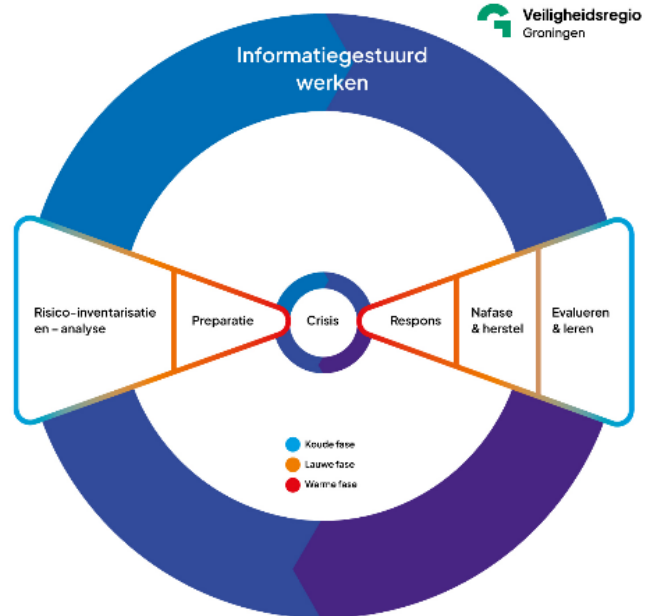 Veiligheidsregio
Groningen
Informatiegestuurd
werken
Risico-inventarisatie
en – analyse
Preparatie
Crisis
Respons
Nafase
& herstel
Evalueren
& leren
Koude fase
Lauwe fase
Warme fase